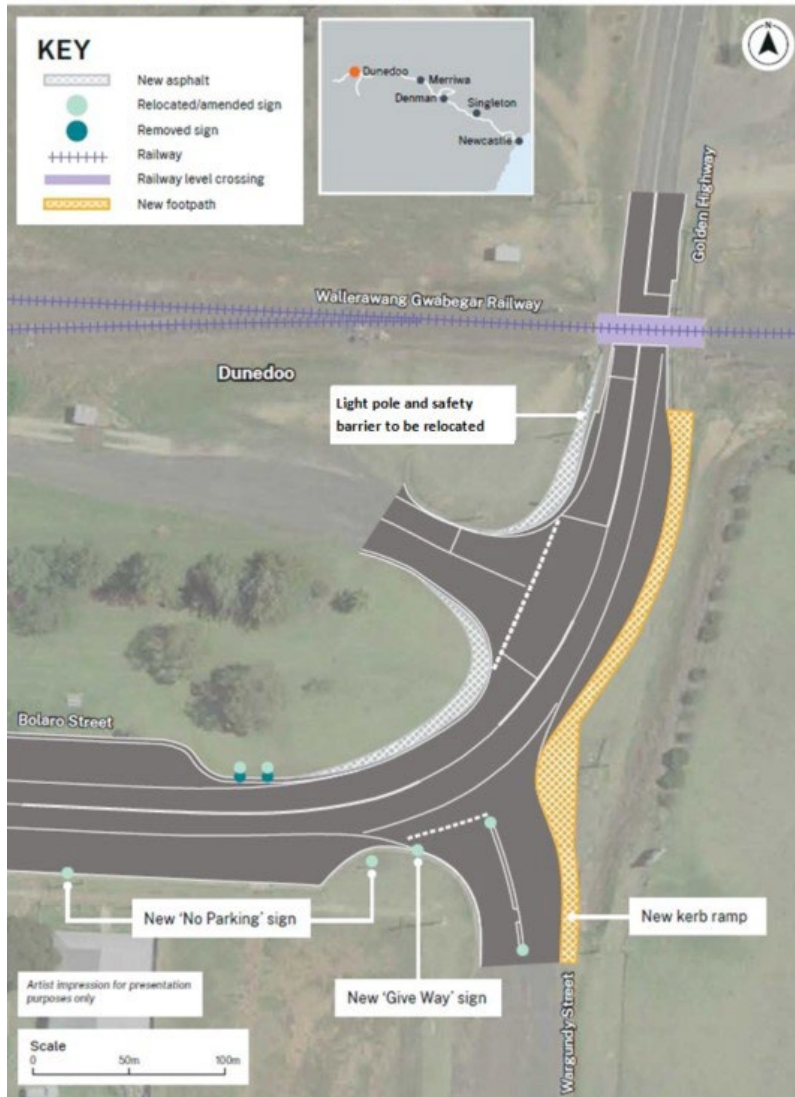 KEY
New asphalt
Relocated/amended sign
Removed sign
Railway
Railway level crossing
New footpath
Dunedoo
Merriwa
Denman
Singleton
Newcastle
N
Golden Highway
Wallerawang Gwabegar Railway
Dunedoo
Light pole and safety
barrier to be relocated
Bolaro Street
New 'No Parking' sign
New kerb ramp
New 'Give Way' sign
Wargundy Street
Artist impression for presentation
purposes only
Scale
0 50m 100m